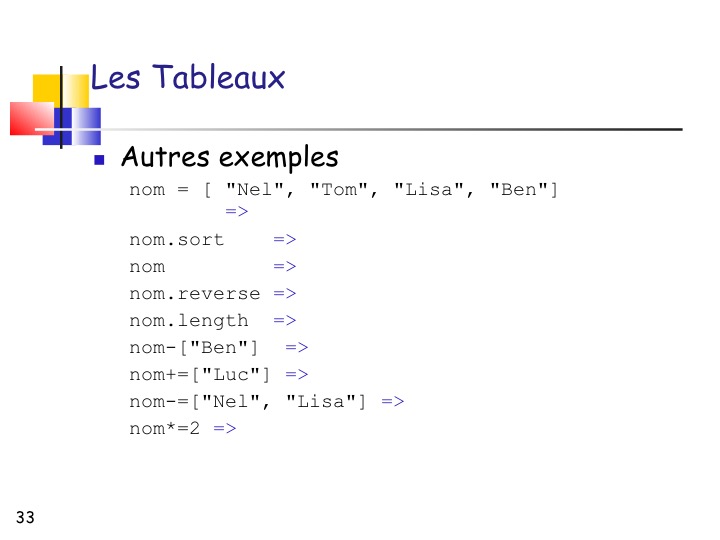 Les Tableaux
Autres exemples
nom = [ "Nel", "Tom", "Lisa", "Ben"]
=>
nom.sort =>
nom =>
nom.reverse =>
nom.length =>
nom-["Ben"] =>
nom+=["Luc"] =>
nom-=["Nel", "Lisa"] =>
nom*=2 =>
33